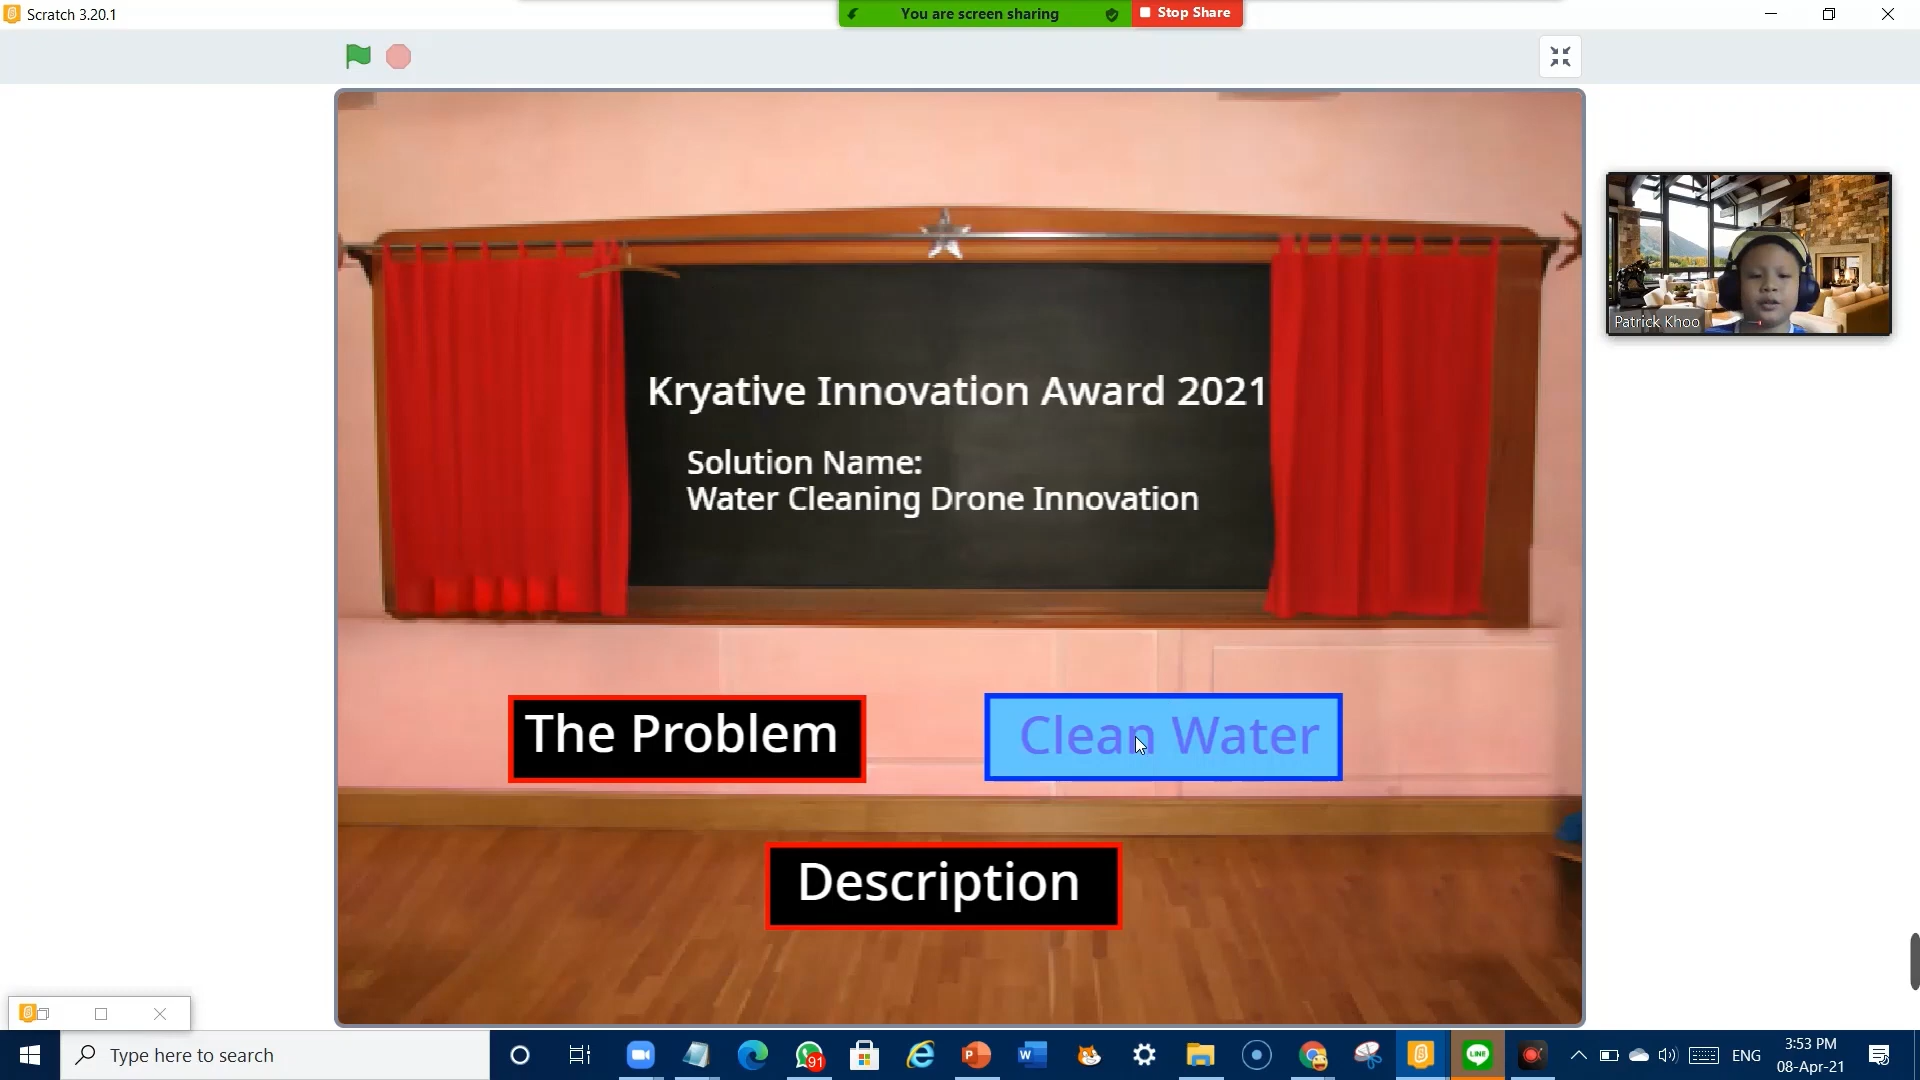 Scratch 3.20.1
You are screen sharing
Stop Share
Kryative Innovation Award 2021
Solution Name:
Water Cleaning Drone Innovation
Patrick Khoo
The Problem
Clean Water
Description
Type here to search
91
LINE
ENG
3:53 PM
08-Apr-21